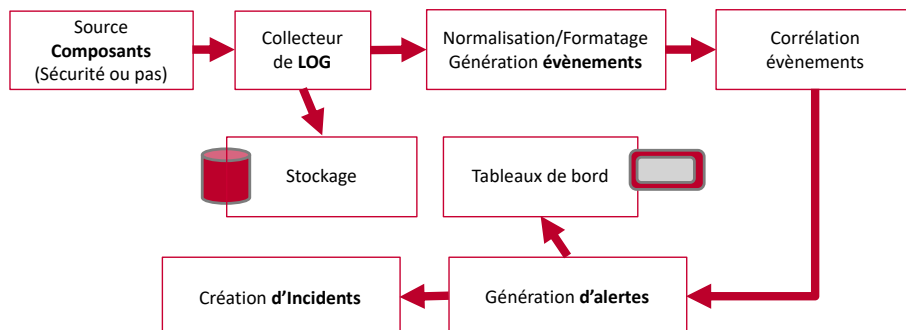 Source
Composants
(Sécurité ou pas)
Collecteur
de LOG
Normalisation/Formatage
Génération évènements
Corrélation
évènements
Stockage
Tableaux de bord
Création d'Incidents
Génération d'alertes